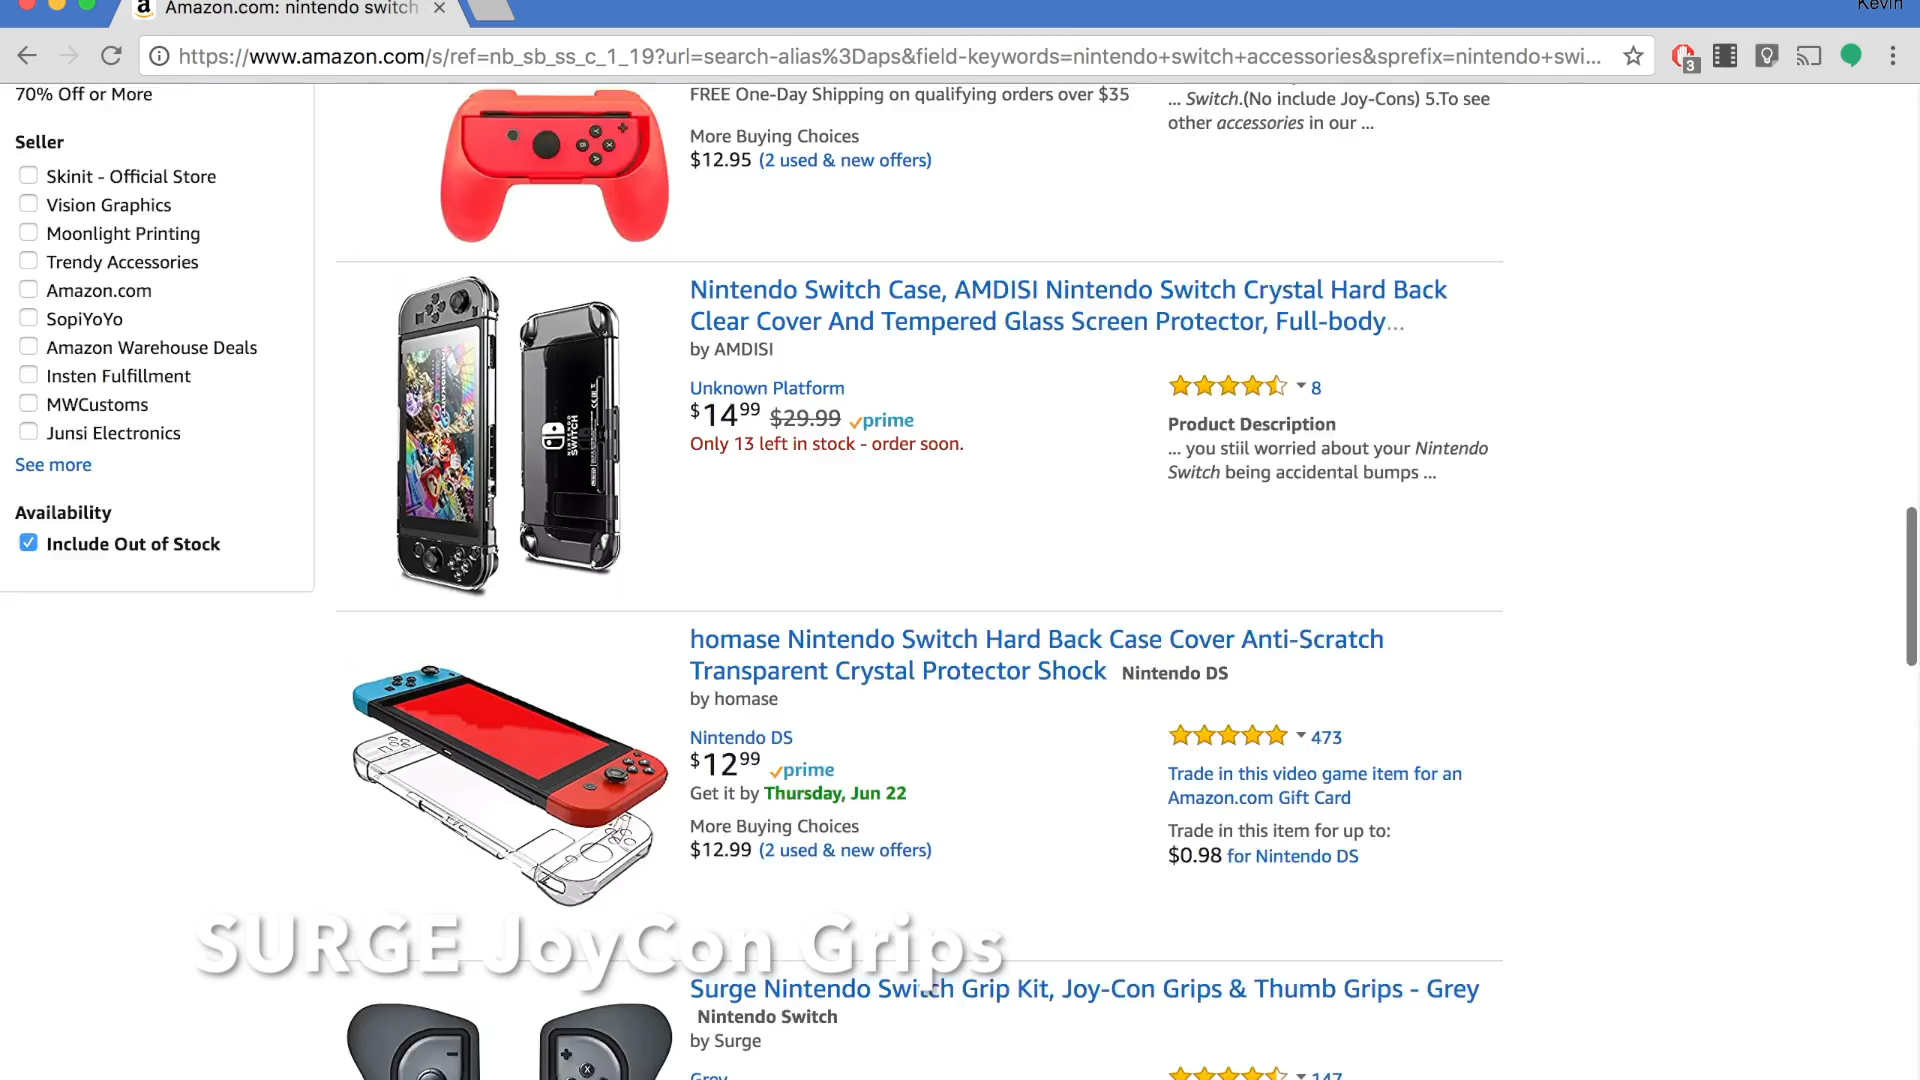 Amazon.com: nintendo switch
Kevin
https://www.amazon.com/s/ref=nb_sb_ss_c_1_19?url=search-alias%3Daps&field-keywords=nintendo+switch+accessories&sprefix=nintendo+swi...
3
70% Off or More
Seller
Skinit - Official Store
Vision Graphics
Moonlight Printing
Trendy Accessories
Amazon.com
SopiYoYo
Amazon Warehouse Deals
Insten Fulfillment
MWCustoms
Junsi Electronics
See more
Availability
Include Out of Stock
FREE One-Day Shipping on qualifying orders over $35
More Buying Choices
$12.95 (2 used & new offers)
... Switch.(No include Joy-Cons) 5.To see
other accessories in our ...
Nintendo Switch Case, AMDISI Nintendo Switch Crystal Hard Back
Clear Cover And Tempered Glass Screen Protector, Full-body...
by AMDISI
Unknown Platform
$14.99 $29.99 prime
Only 13 left in stock - order soon.
8
Product Description
... you stiil worried about your Nintendo
Switch being accidental bumps ...
NINTENDO
SWITCH
homase Nintendo Switch Hard Back Case Cover Anti-Scratch
Transparent Crystal Protector Shock Nintendo DS
by homase
Nintendo DS
$12.99 prime
Get it by Thursday, Jun 22
More Buying Choices
$12.99 (2 used & new offers)
473
Trade in this video game item for an
Amazon.com Gift Card
Trade in this item for up to:
$0.98 for Nintendo DS
SURGE JoyCon Grips
Surge Nintendo Switch Grip Kit, Joy-Con Grips & Thumb Grips - Grey
Nintendo Switch
by Surge
Grey
147